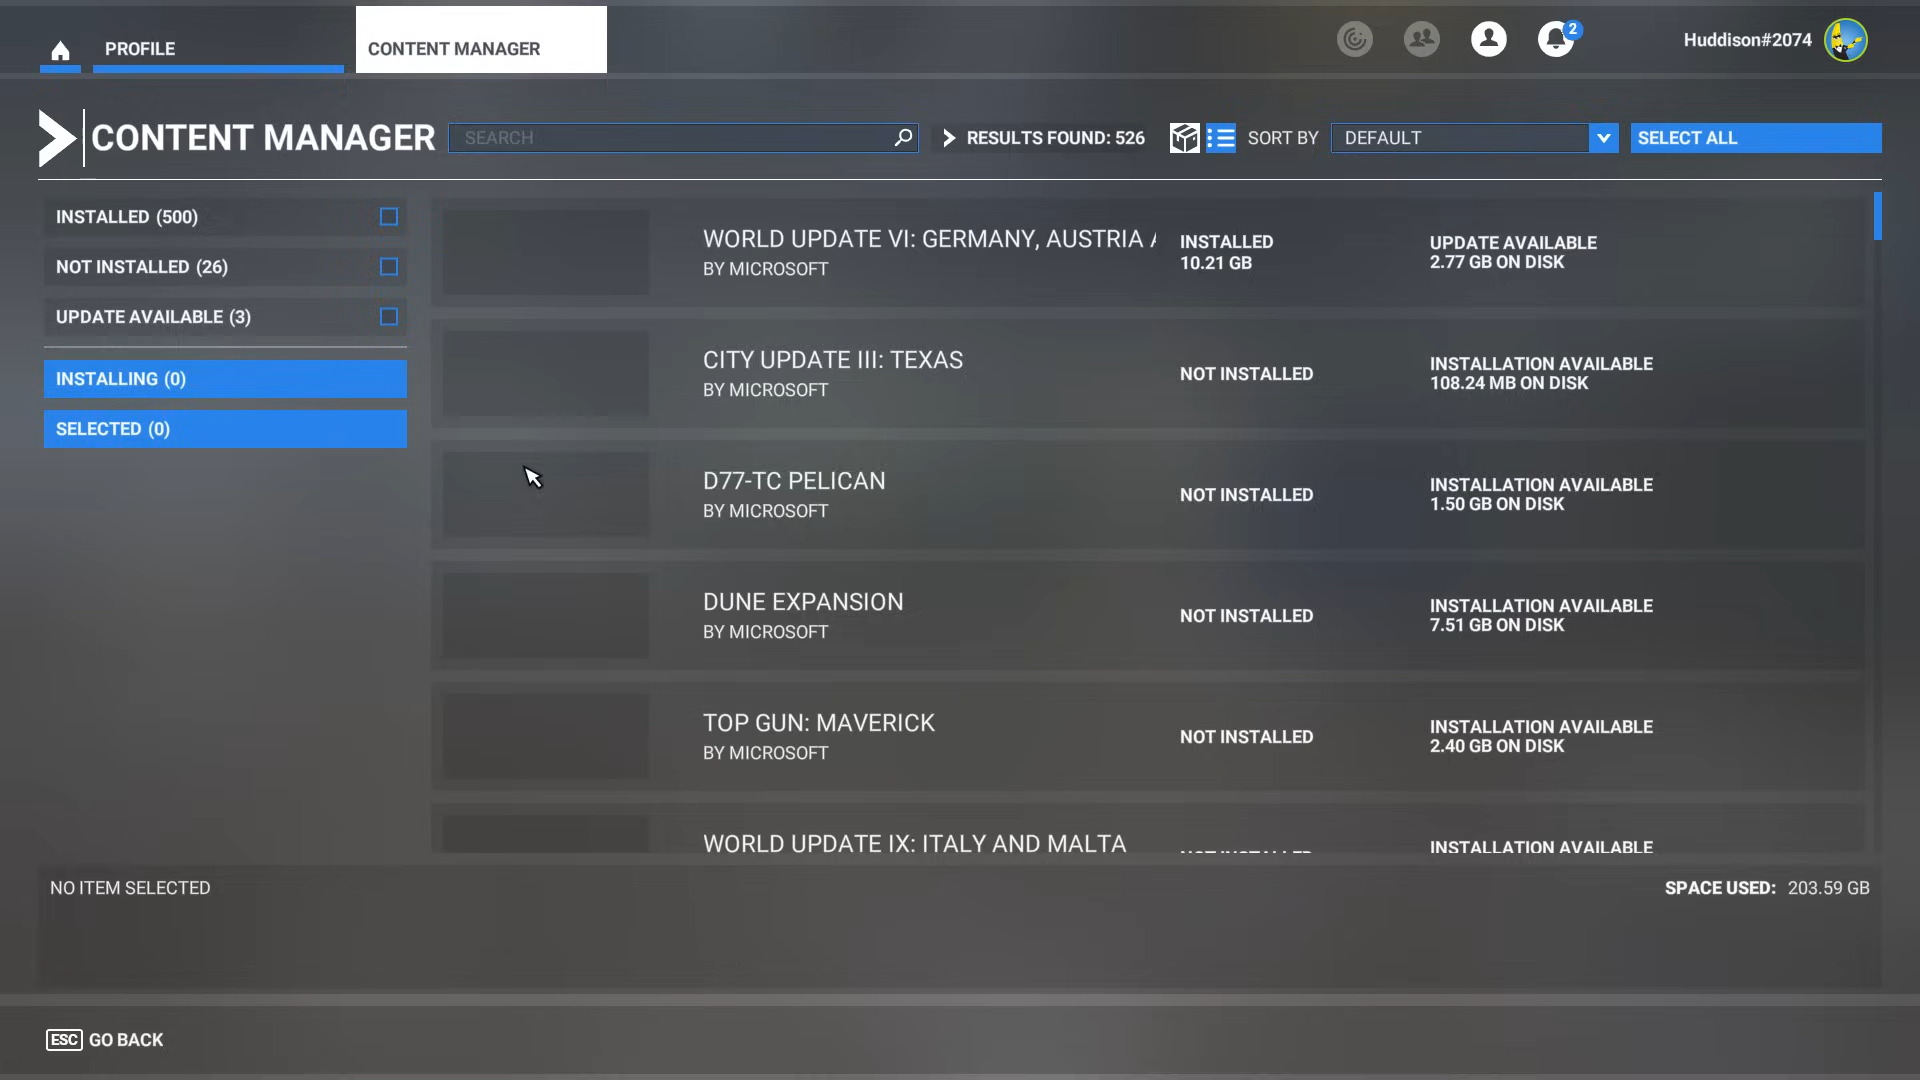 PROFILE
CONTENT MANAGER
2
Huddison#2074
CONTENT MANAGER
SEARCH
RESULTS FOUND: 526
SORT BY
DEFAULT
SELECT ALL
INSTALLED (500)
NOT INSTALLED (26)
UPDATE AVAILABLE (3)
INSTALLING (0)
SELECTED (0)
WORLD UPDATE VI: GERMANY, AUSTRIA
BY MICROSOFT
INSTALLED
10.21 GB
UPDATE AVAILABLE
2.77 GB ON DISK
CITY UPDATE III: TEXAS
BY MICROSOFT
NOT INSTALLED
INSTALLATION AVAILABLE
108.24 MB ON DISK
D77-TC PELICAN
BY MICROSOFT
NOT INSTALLED
INSTALLATION AVAILABLE
1.50 GB ON DISK
DUNE EXPANSION
BY MICROSOFT
NOT INSTALLED
INSTALLATION AVAILABLE
7.51 GB ON DISK
TOP GUN: MAVERICK
BY MICROSOFT
NOT INSTALLED
INSTALLATION AVAILABLE
2.40 GB ON DISK
WORLD UPDATE IX: ITALY AND MALTA
INSTALLATION AVAILABLE
NO ITEM SELECTED
SPACE USED: 203.59 GB
ESC GO BACK